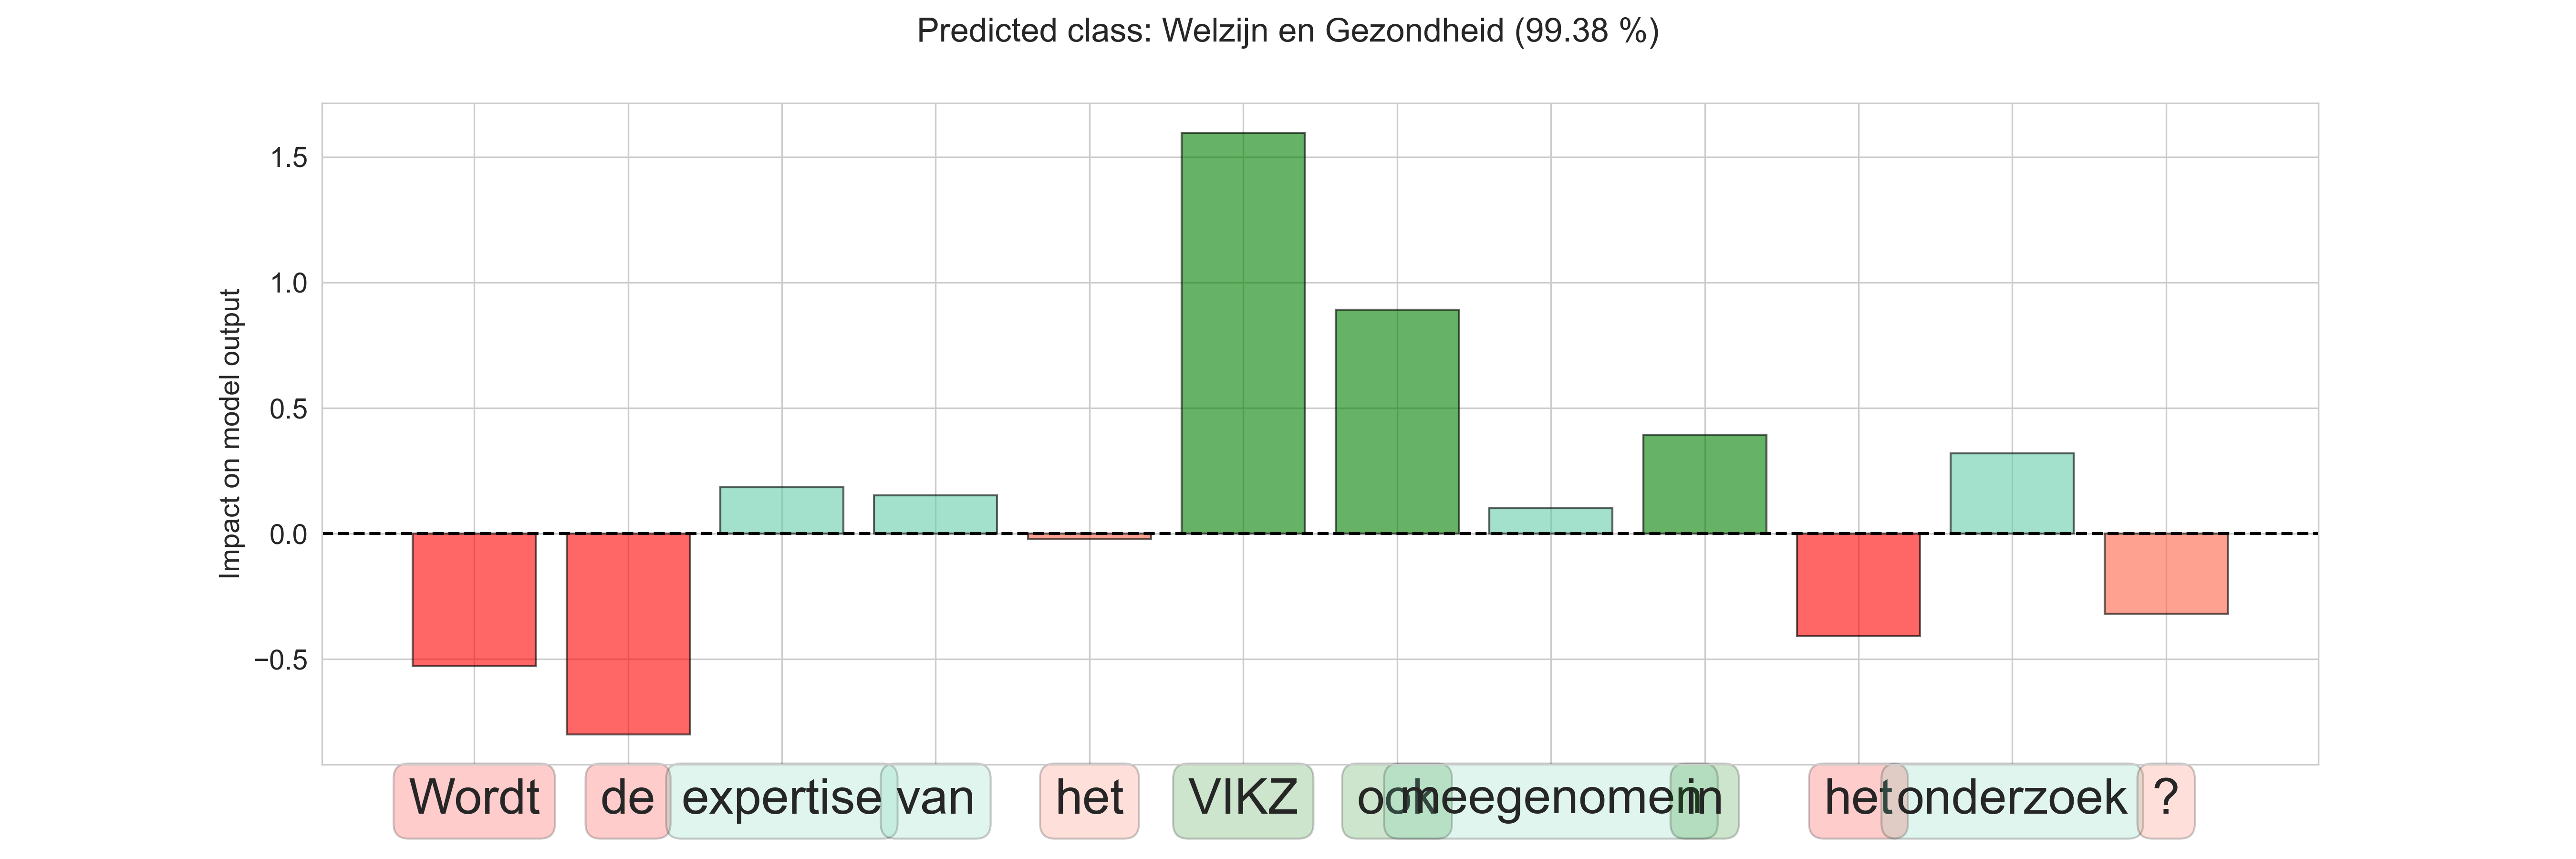 Predicted class: Welzijn en Gezondheid (99.38 %)
Impact on model output
1.5
1.0
0.5
0.0
−0.5
Wordt de expertise van het VIKZ ook meegenomen in het onderzoek ?